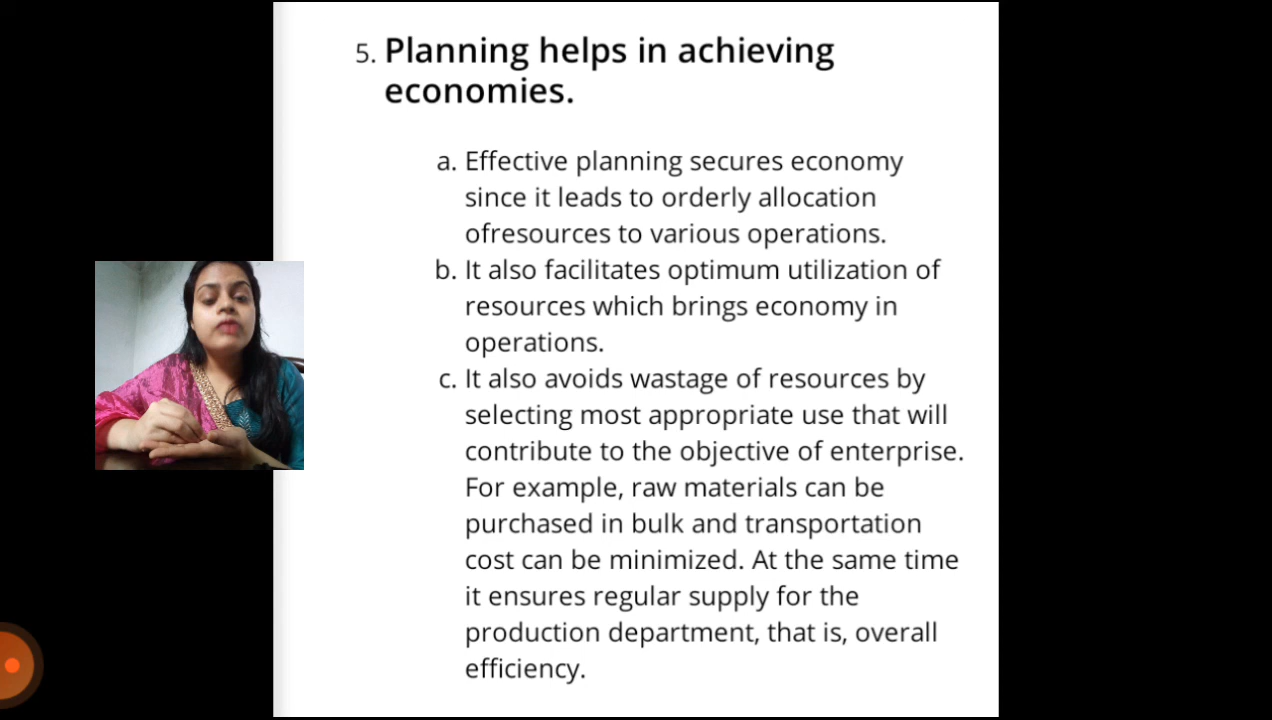 5. Planning helps in achieving
economies.
a. Effective planning secures economy
since it leads to orderly allocation
ofresources to various operations.
b. It also facilitates optimum utilization of
resources which brings economy in
operations.
c. It also avoids wastage of resources by
selecting most appropriate use that will
contribute to the objective of enterprise.
For example, raw materials can be
purchased in bulk and transportation
cost can be minimized. At the same time
it ensures regular supply for the
production department, that is, overall
efficiency.